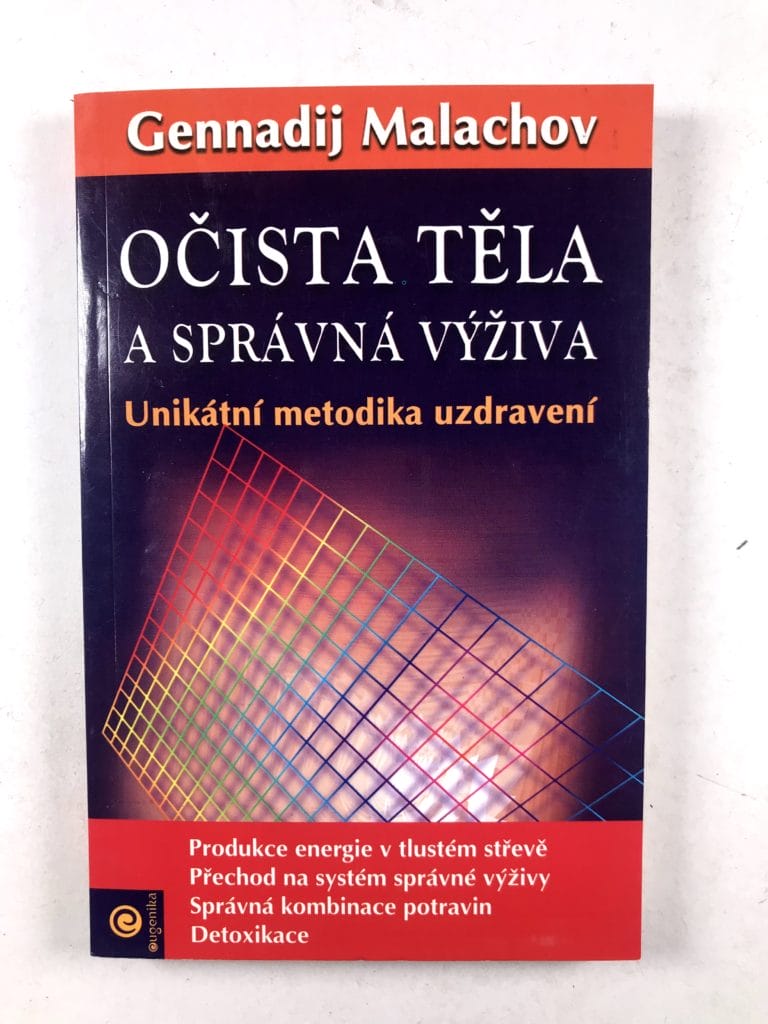 Gennadij Malachov
OČISTA TĚLA
A SPRÁVNÁ VÝŽIVA
Unikátní metodika uzdravení
Produkce energie v tlustém střevě
Přechod na systém správné výživy
Správná kombinace potravin
Detoxikace
eugenika